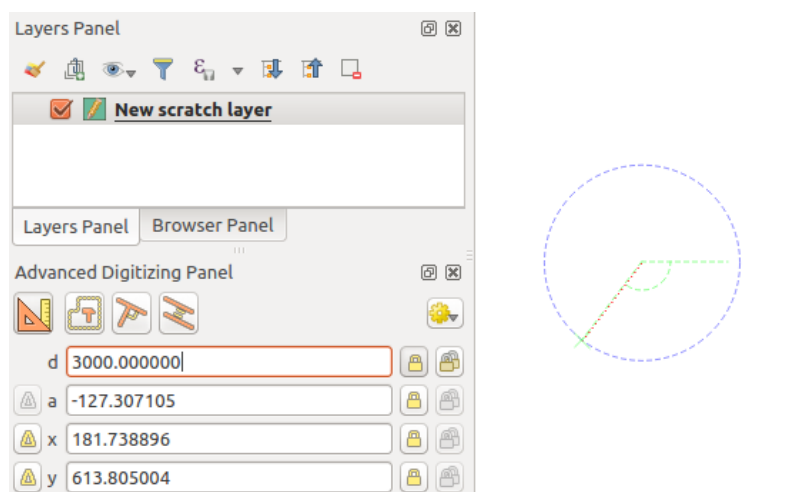 Layers Panel
New scratch layer
Layers Panel
Browser Panel
Advanced Digitizing Panel
d 3000.000000
a -127.307105
x 181.738896
y 613.805004